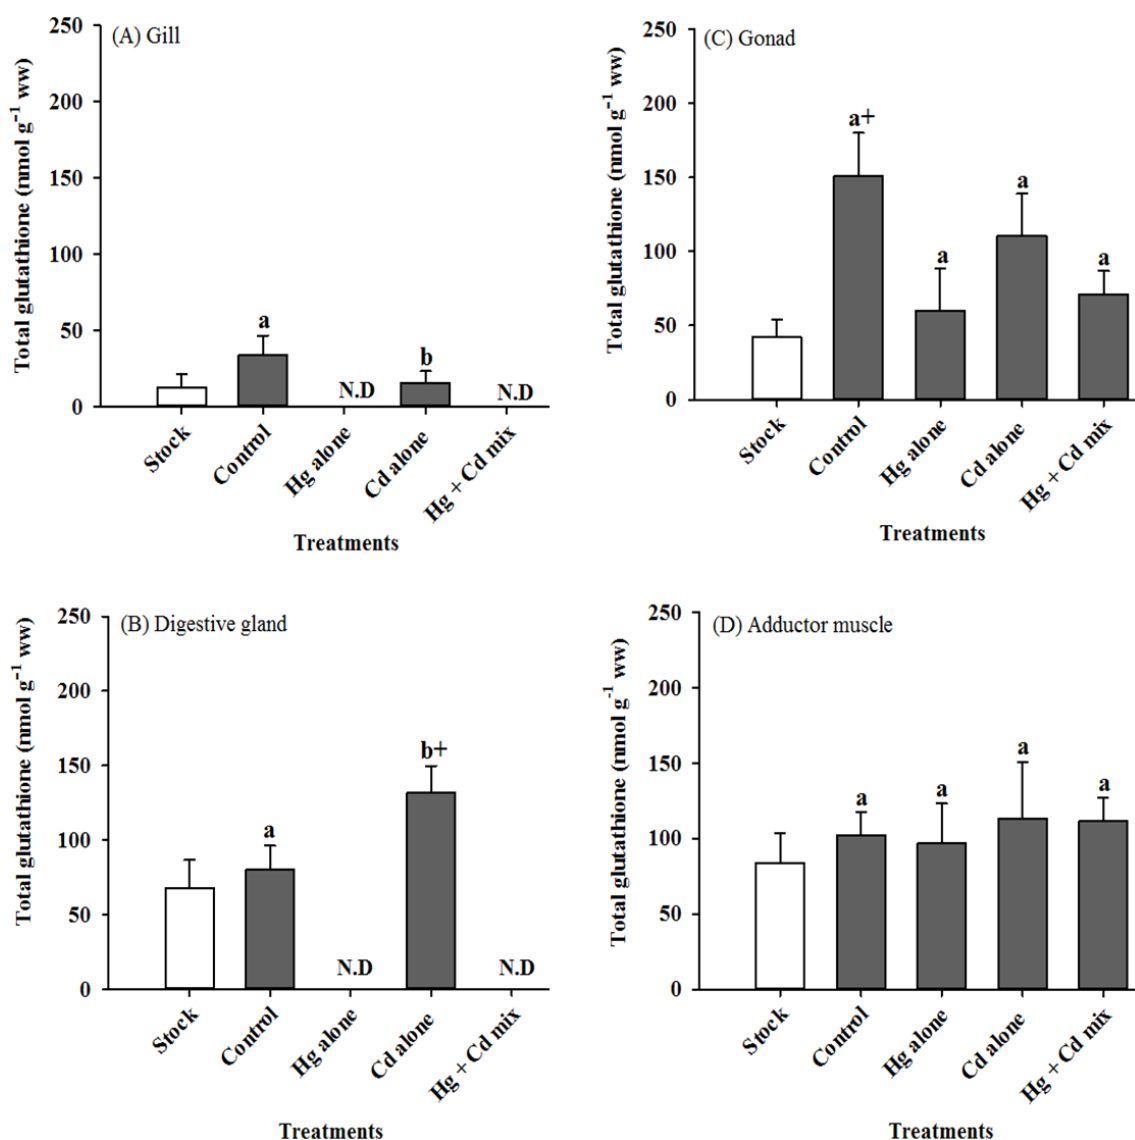 (A) Gill
Total glutathione (nmol g⁻¹ ww)
250
200
150
100
50
0
a
N.D
b
N.D
Stock
Control
Hg alone
Cd alone
Hg + Cd mix
Treatments
(C) Gonad
Total glutathione (nmol g⁻¹ ww)
250
200
150
100
50
0
a+
a
a
a
Stock
Control
Hg alone
Cd alone
Hg + Cd mix
Treatments
(B) Digestive gland
Total glutathione (nmol g⁻¹ ww)
250
200
150
100
50
0
a
N.D
b+
N.D
Stock
Control
Hg alone
Cd alone
Hg + Cd mix
Treatments
(D) Adductor muscle
Total glutathione (nmol g⁻¹ ww)
250
200
150
100
50
0
a
a
a
a
Stock
Control
Hg alone
Cd alone
Hg + Cd mix
Treatments